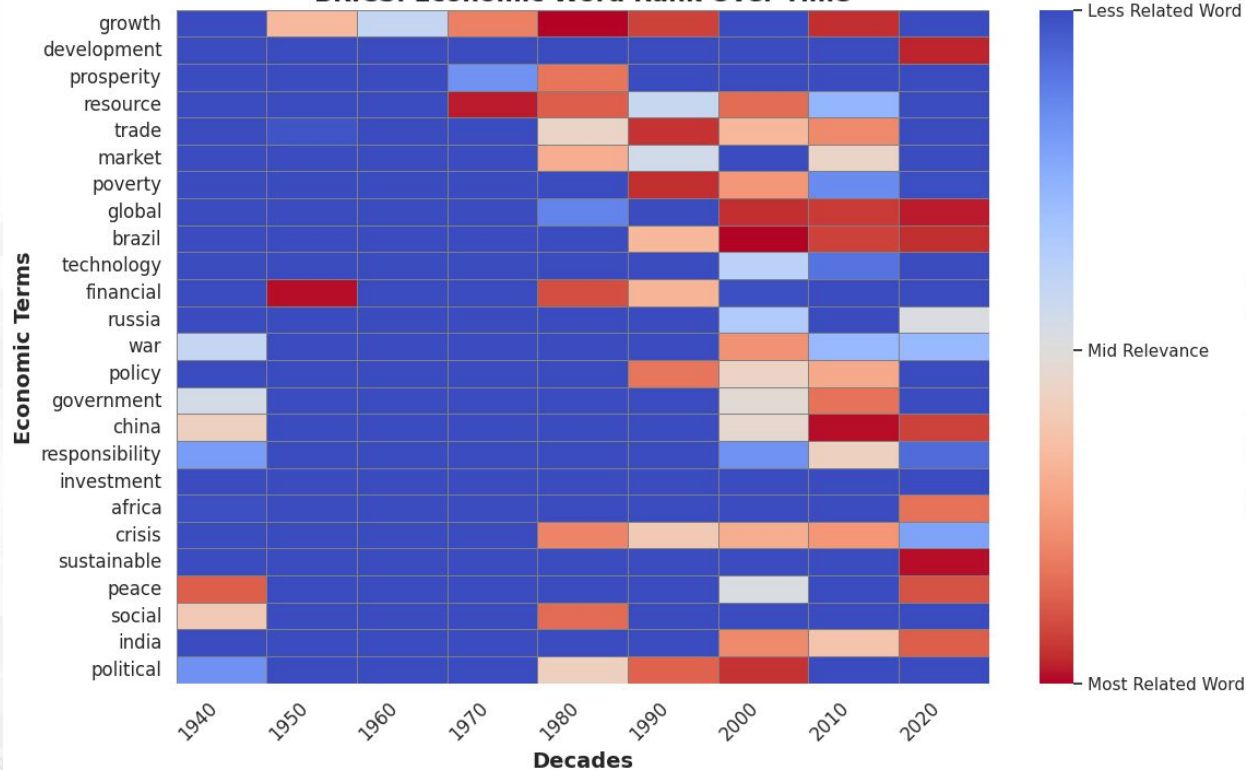 growth
development
prosperity
resource
trade
market
poverty
global
brazil
technology
financial
russia
war
policy
government
china
responsibility
investment
africa
crisis
sustainable
peace
social
india
political
Economic Terms
1940 1950 1960 1970 1980 1990 2000 2010 2020
Decades
Less Related Word
Mid Relevance
Most Related Word